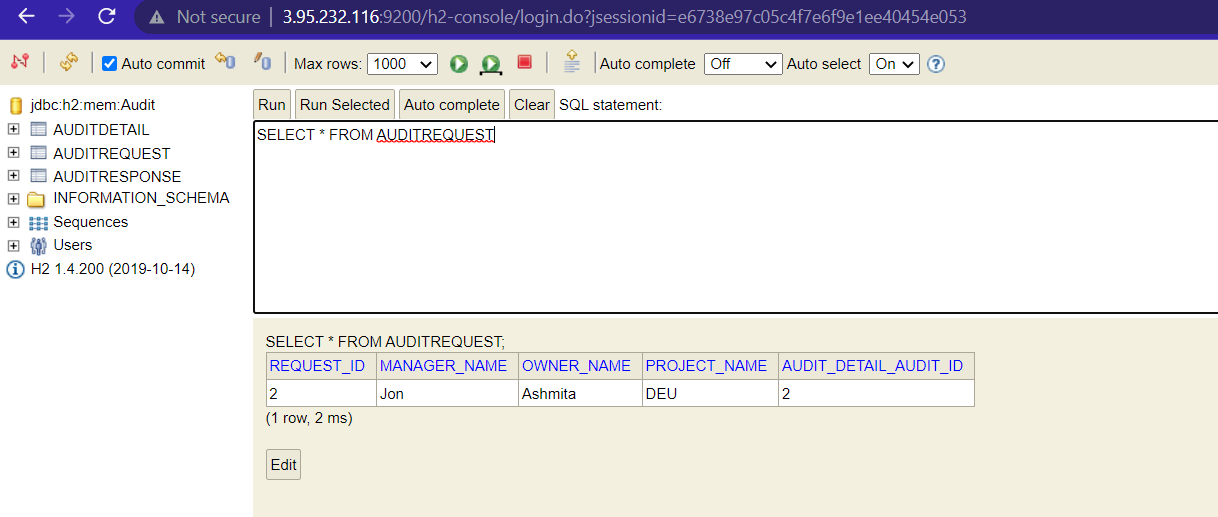 Not secure | 3.95.232.116:9200/h2-console/login.do?jsessionid=e6738e97c05c4f7e6f9e1ee40454e053
Auto commit Max rows: 1000 Auto complete Off Auto select On ?
jdbc:h2:mem:Audit
AUDITDETAIL
AUDITREQUEST
AUDITRESPONSE
INFORMATION_SCHEMA
Sequences
Users
H2 1.4.200 (2019-10-14)
Run Run Selected Auto complete Clear SQL statement:
SELECT * FROM AUDITREQUEST
SELECT * FROM AUDITREQUEST;
REQUEST_ID MANAGER_NAME OWNER_NAME PROJECT_NAME AUDIT_DETAIL_AUDIT_ID
2 Jon Ashmita DEU 2
(1 row, 2 ms)
Edit